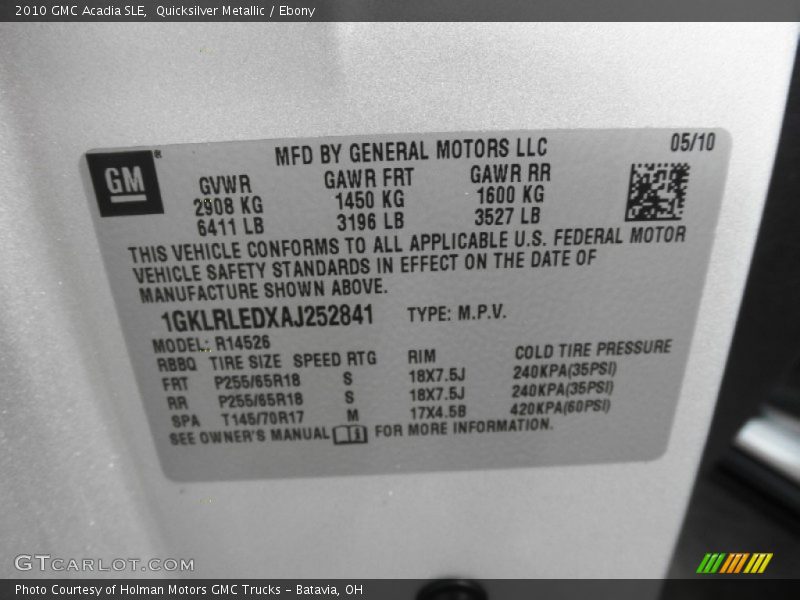 2010 GMC Acadia SLE,  Quicksilver Metallic / Ebony
05/10
GM®
MFD BY GENERAL MOTORS LLC
GVWR GAWR FRT GAWR RR
2908 KG 1450 KG 1600 KG
6411 LB 3196 LB 3527 LB
THIS VEHICLE CONFORMS TO ALL APPLICABLE U.S. FEDERAL MOTOR
VEHICLE SAFETY STANDARDS IN EFFECT ON THE DATE OF
MANUFACTURE SHOWN ABOVE.
1GKLRLEDXAJ252841 TYPE: M.P.V.
MODEL: R14526
RBBQ TIRE SIZE SPEED RTG RIM COLD TIRE PRESSURE
FRT P255/65R18 S 18X7.5J 240KPA(35PSI)
RR P255/65R18 S 18X7.5J 240KPA(35PSI)
SPA T145/70R17 M 17X4.5B 420KPA(60PSI)
SEE OWNER'S MANUAL FOR MORE INFORMATION.
GTCARLOT.COM
Photo Courtesy of Holman Motors GMC Trucks - Batavia, OH